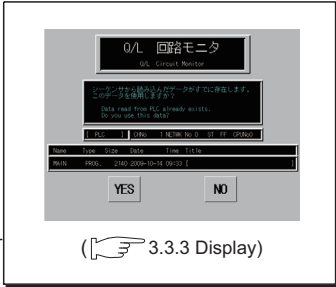 Q/L 回路モニタ
Q/L Circuit Monitor
シーケンサから読み込んだデータがすでに存在します。
このデータを使用しますか?
Data read from PLC already exists.
Do you use this data?
[ PLC ] CHNo 1 NETWK No 0 ST FF CPUNo0
Name Type Size Date Time Title
MAIN PROG. 2140 2009-10-14 09:33 [ ]
YES NO
( 3.3.3 Display)